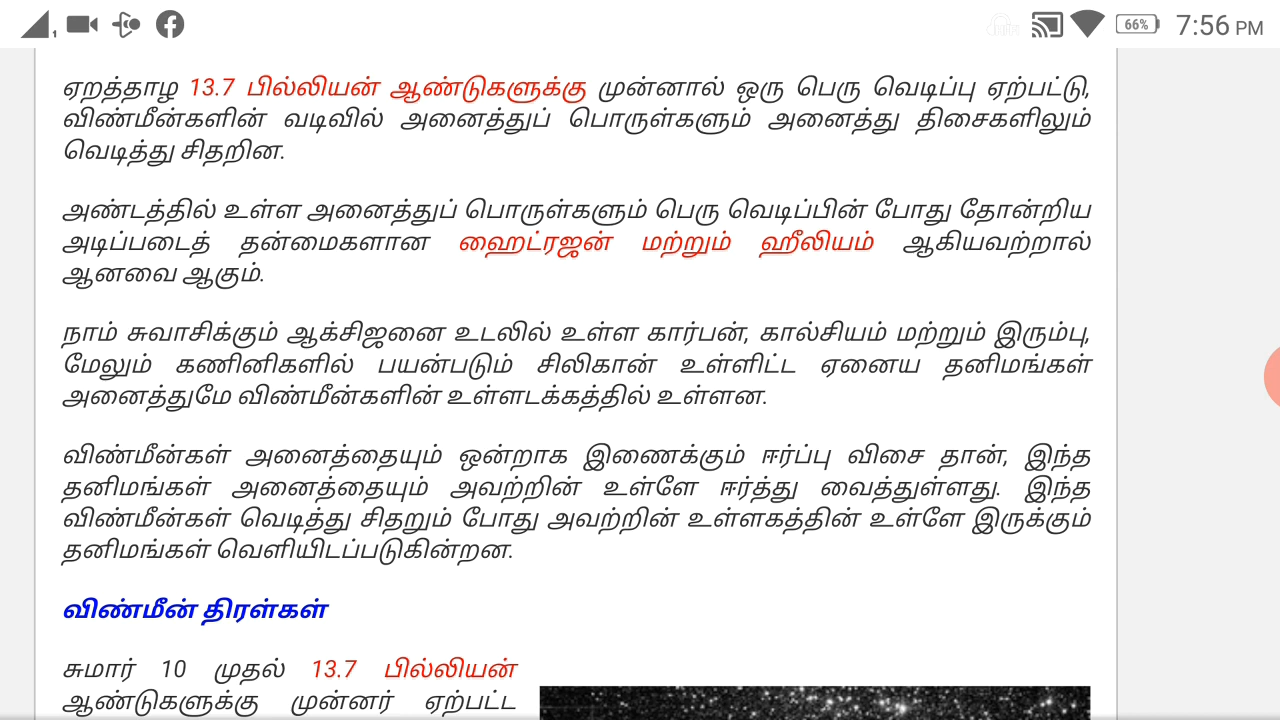 1 66% 7:56 PM
ஏறத்தாழ 13.7 பில்லியன் ஆண்டுகளுக்கு முன்னால் ஒரு பெரு வெடிப்பு ஏற்பட்டு,
விண்மீன்களின் வடிவில் அனைத்துப் பொருள்களும் அனைத்து திசைகளிலும்
வெடித்து சிதறின.
அண்டத்தில் உள்ள அனைத்துப் பொருள்களும் பெரு வெடிப்பின் போது தோன்றிய
அடிப்படைத் தன்மைகளான ஹைட்ரஜன் மற்றும் ஹீலியம் ஆகியவற்றால்
ஆனவை ஆகும்.
நாம் சுவாசிக்கும் ஆக்சிஜனை உடலில் உள்ள கார்பன், கால்சியம் மற்றும் இரும்பு,
மேலும் கணினிகளில் பயன்படும் சிலிகான் உள்ளிட்ட ஏனைய தனிமங்கள்
அனைத்துமே விண்மீன்களின் உள்ளடக்கத்தில் உள்ளன.
விண்மீன்கள் அனைத்தையும் ஒன்றாக இணைக்கும் ஈர்ப்பு விசை தான், இந்த
தனிமங்கள் அனைத்தையும் அவற்றின் உள்ளே ஈர்த்து வைத்துள்ளது. இந்த
விண்மீன்கள் வெடித்து சிதறும் போது அவற்றின் உள்ளகத்தின் உள்ளே இருக்கும்
தனிமங்கள் வெளியிடப்படுகின்றன.
விண்மீன் திரள்கள்
சுமார் 10 முதல் 13.7 பில்லியன்
ஆண்டுகளுக்கு முன்னர் ஏற்பட்ட